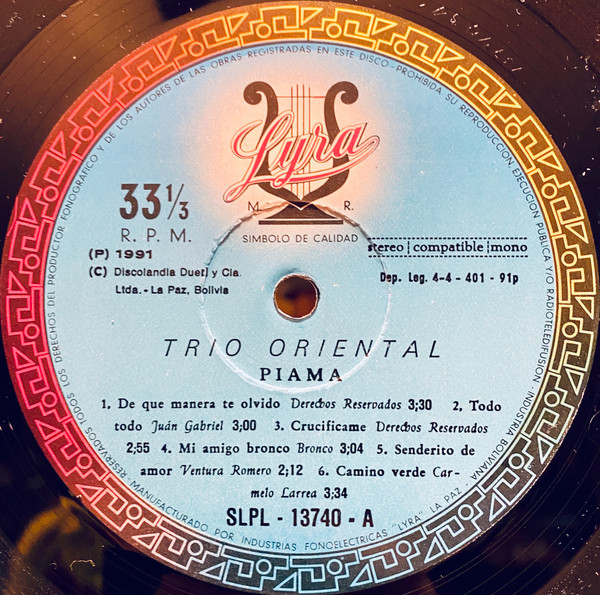 Lyra
M. R.
SIMBOLO DE CALIDAD
33⅓
R. P. M.
(P) 1991
(C) Discolandia Dueri y Cia.
Ltda. - La Paz, Bolivia
stereo | compatible | mono
Dep. Leg. 4-4 - 401 - 91p
TRIO ORIENTAL
PIAMA
1. De que manera te olvido Derechos Reservados 3;30 2. Todo
todo Juán Gabriel 3;00 3. Crucificame Derechos Reservados
2;55 4. Mi amigo bronco Bronco 3;04 5. Senderito de
amor Ventura Romero 2;12 6. Camino verde Car-
melo Larrea 3;34
SLPL - 13740 - A
RESERVADOS TODOS LOS DERECHOS DEL PRODUCTOR FONOGRAFICO Y DE LOS AUTORES DE LAS OBRAS REGISTRADAS EN ESTE DISCO - PROHIBIDA SU REPRODUCCION EJECUCION PUBLICA Y/O RADIOTELEDIFUSION INDUSTRIA BOLIVIANA
MANUFACTURADO POR INDUSTRIAS FONOELECTRICAS "LYRA" LA PAZ -